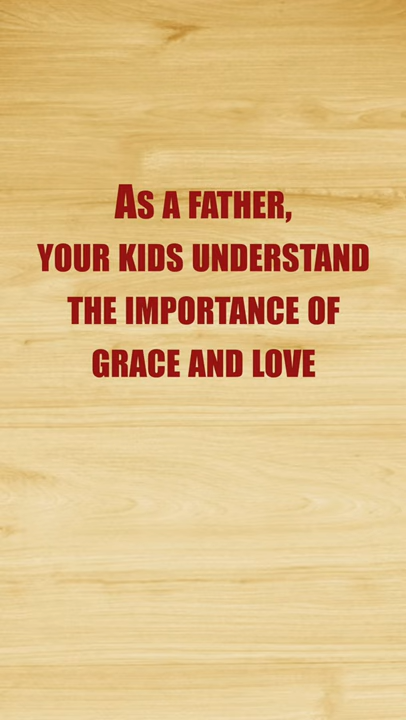 As a father,
your kids understand
the importance of
grace and love